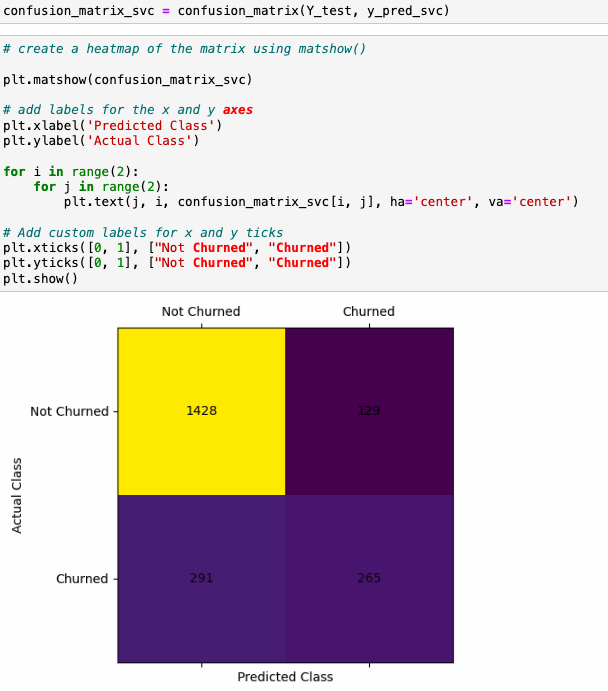 confusion_matrix_svc = confusion_matrix(Y_test, y_pred_svc)
# create a heatmap of the matrix using matshow()
plt.matshow(confusion_matrix_svc)
# add labels for the x and y axes
plt.xlabel('Predicted Class')
plt.ylabel('Actual Class')
for i in range(2):
    for j in range(2):
        plt.text(j, i, confusion_matrix_svc[i, j], ha='center', va='center')
# Add custom labels for x and y ticks
plt.xticks([0, 1], ["Not Churned", "Churned"])
plt.yticks([0, 1], ["Not Churned", "Churned"])
plt.show()
Not Churned Churned
Not Churned 1428 129
Actual Class
Churned 291 265
Predicted Class